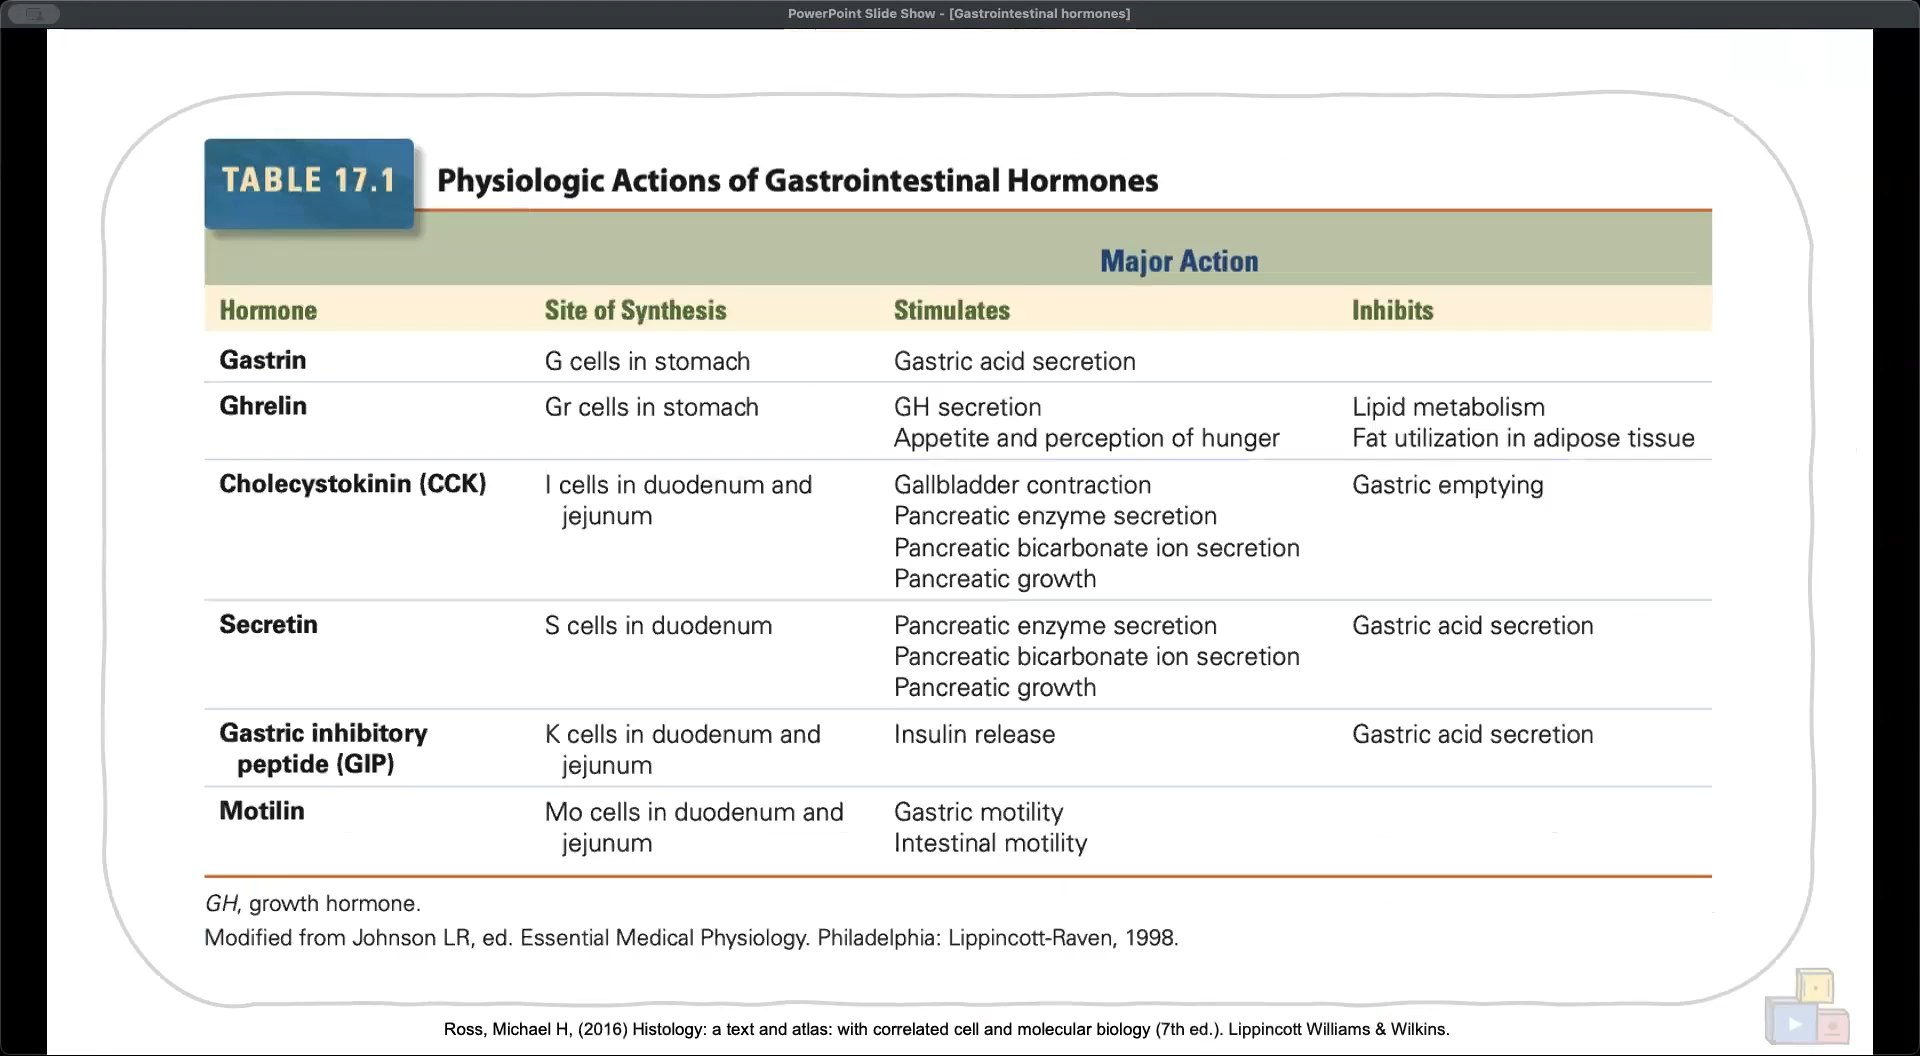 PowerPoint Slide Show - [Gastrointestinal hormones]
TABLE 17.1 Physiologic Actions of Gastrointestinal Hormones
Major Action
Hormone Site of Synthesis Stimulates Inhibits
Gastrin G cells in stomach Gastric acid secretion
Ghrelin Gr cells in stomach GH secretion Lipid metabolism
Appetite and perception of hunger Fat utilization in adipose tissue
Cholecystokinin (CCK) I cells in duodenum and Gallbladder contraction Gastric emptying
jejunum Pancreatic enzyme secretion
Pancreatic bicarbonate ion secretion
Pancreatic growth
Secretin S cells in duodenum Pancreatic enzyme secretion Gastric acid secretion
Pancreatic bicarbonate ion secretion
Pancreatic growth
Gastric inhibitory K cells in duodenum and Insulin release Gastric acid secretion
peptide (GIP) jejunum
Motilin Mo cells in duodenum and Gastric motility
jejunum Intestinal motility
GH, growth hormone.
Modified from Johnson LR, ed. Essential Medical Physiology. Philadelphia: Lippincott-Raven, 1998.
Ross, Michael H, (2016) Histology: a text and atlas: with correlated cell and molecular biology (7th ed.). Lippincott Williams & Wilkins.